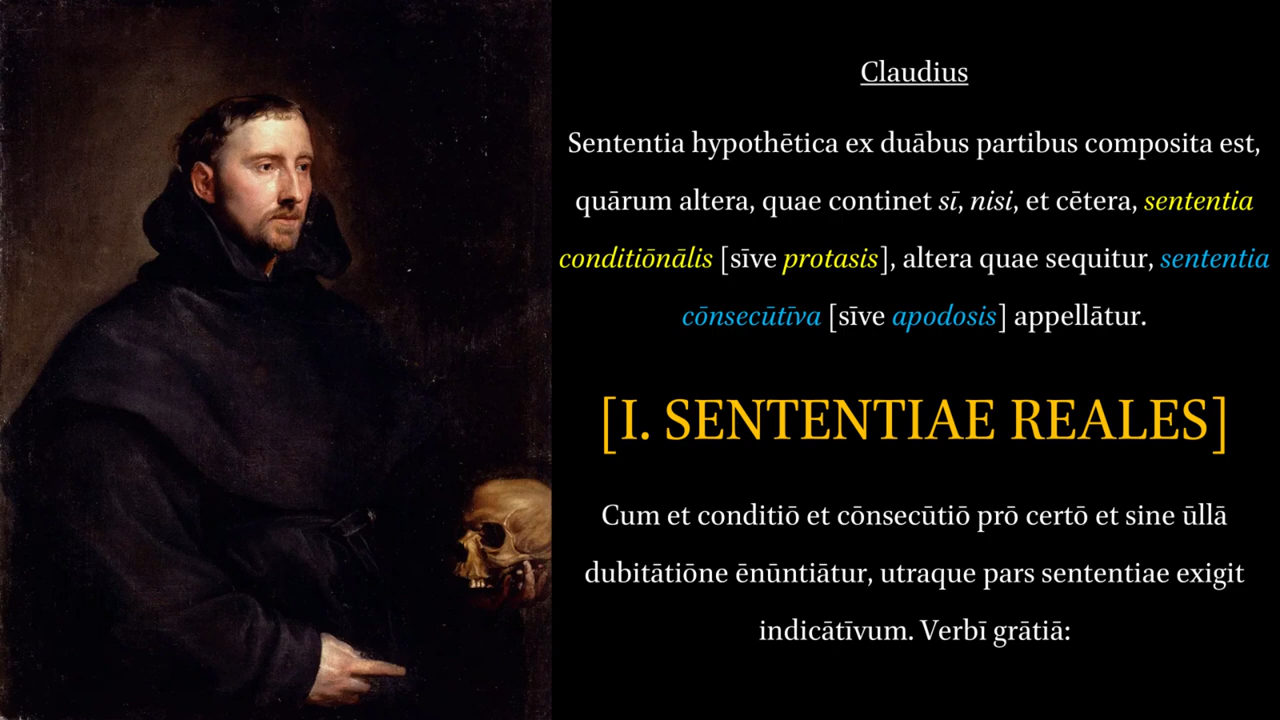 Claudius
Sententia hypothētica ex duābus partibus composita est,
quārum altera, quae continet sī, nisi, et cētera, sententia
conditiōnālis [sīve protasis], altera quae sequitur, sententia
cōnsecūtīva [sīve apodosis] appellātur.
[I. SENTENTIAE REALES]
Cum et conditiō et cōnsecūtiō prō certō et sine ūllā
dubitātiōne ēnūntiātur, utraque pars sententiae exigit
indicātīvum. Verbī grātiā: